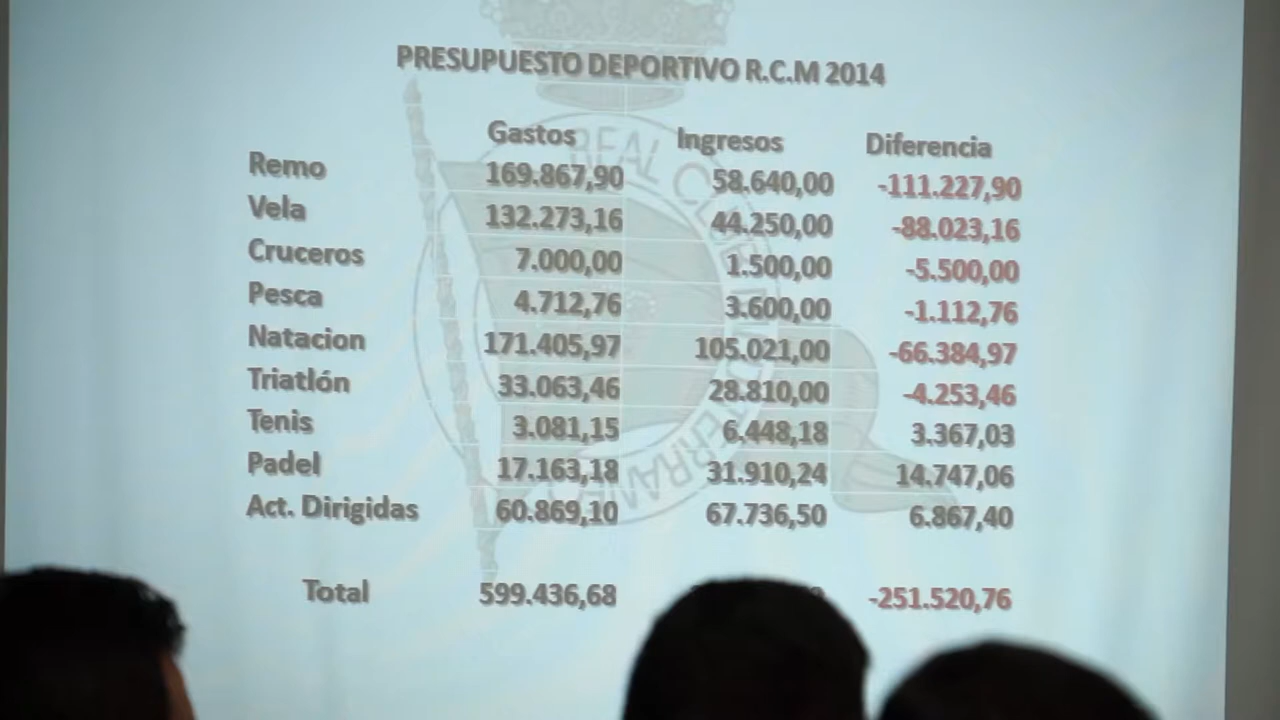 PRESUPUESTO DEPORTIVO R.C.M 2014
Gastos Ingresos Diferencia
Remo 169.867,90 58.640,00 -111.227,90
Vela 132.273,16 44.250,00 -88.023,16
Cruceros 7.000,00 1.500,00 -5.500,00
Pesca 4.712,76 3.600,00 -1.112,76
Natacion 171.405,97 105.021,00 -66.384,97
Triatlón 33.063,46 28.810,00 -4.253,46
Tenis 3.081,15 6.448,18 3.367,03
Padel 17.163,18 31.910,24 14.747,06
Act. Dirigidas 60.869,10 67.736,50 6.867,40
Total 599.436,68 -251.520,76
REAL CLUB MEDITERRANEO